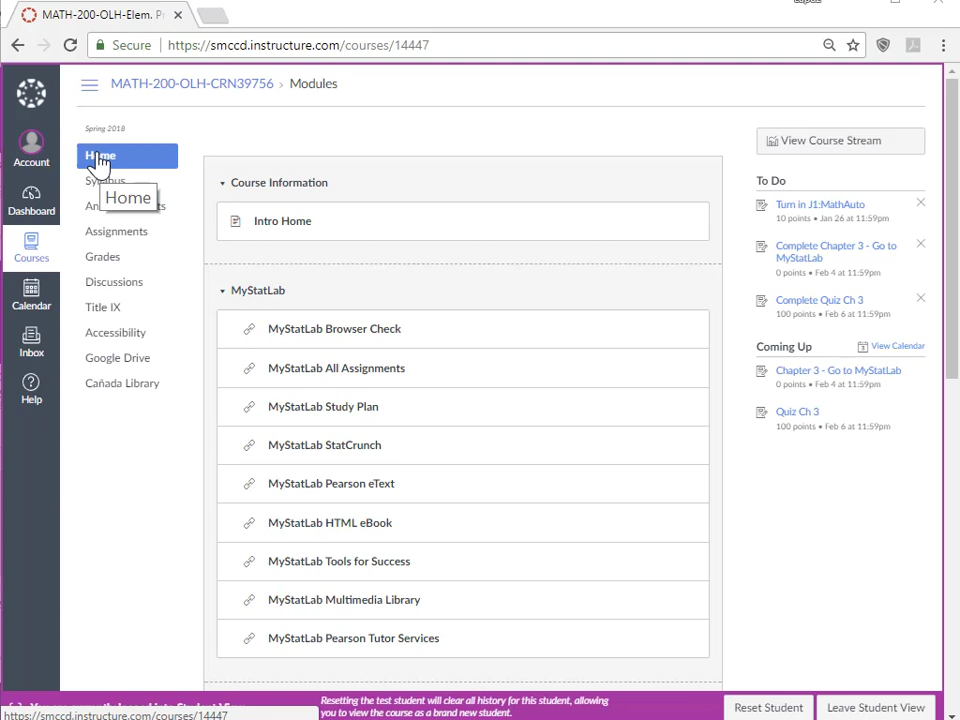 MATH-200-OLH-Elem. Pr
Secure
https://smccd.instructure.com/courses/14447
MATH-200-OLH-CRN39756 › Modules
Spring 2018
Account
Dashboard
Courses
Calendar
Inbox
Help
Home
Syllabus
Home
Assignments
Grades
Discussions
Title IX
Accessibility
Google Drive
Cañada Library
Course Information
Intro Home
MyStatLab
MyStatLab Browser Check
MyStatLab All Assignments
MyStatLab Study Plan
MyStatLab StatCrunch
MyStatLab Pearson eText
MyStatLab HTML eBook
MyStatLab Tools for Success
MyStatLab Multimedia Library
MyStatLab Pearson Tutor Services
View Course Stream
To Do
Turn in J1:MathAuto
10 points • Jan 26 at 11:59pm
Complete Chapter 3 - Go to
MyStatLab
0 points • Feb 4 at 11:59pm
Complete Quiz Ch 3
100 points • Feb 6 at 11:59pm
Coming Up
View Calendar
Chapter 3 - Go to MyStatLab
0 points • Feb 4 at 11:59pm
Quiz Ch 3
100 points • Feb 6 at 11:59pm
Resetting the test student will clear all history for this student, allowing
you to view the course as a brand new student.
Reset Student
Leave Student View
https://smccd.instructure.com/courses/14447